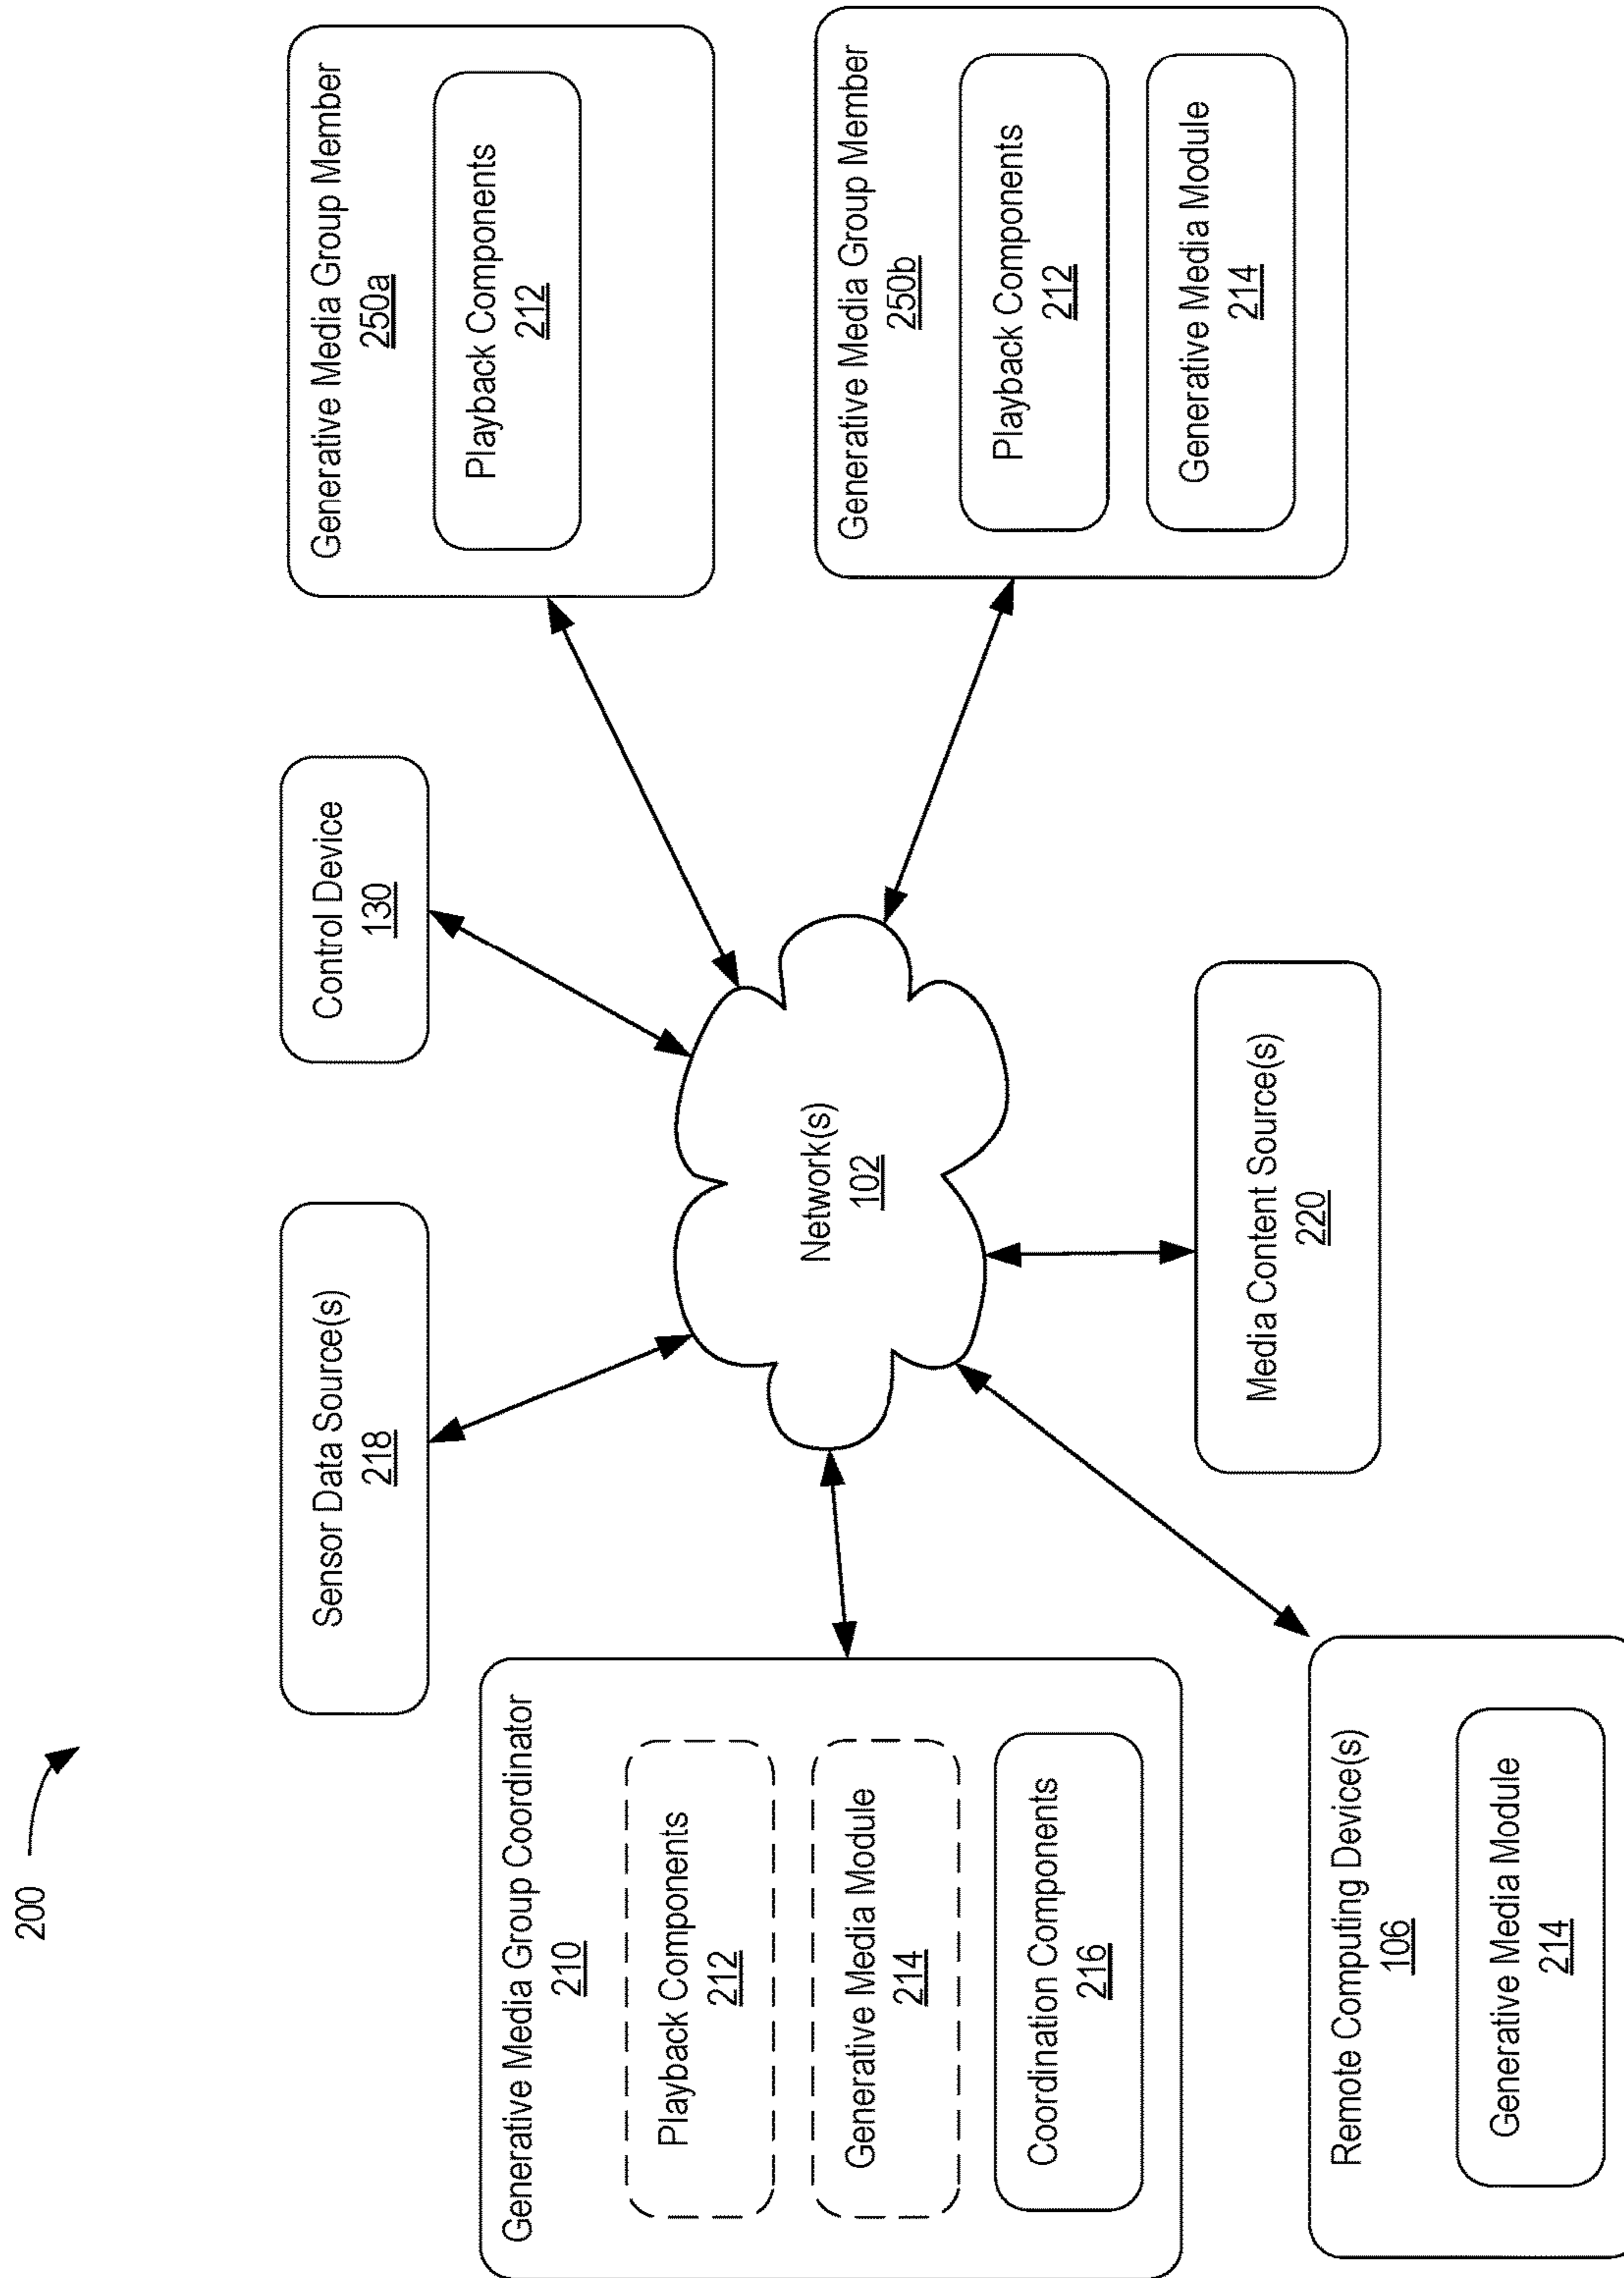 200
Generative Media Group Coordinator
210
Playback Components
212
Generative Media Module
214
Coordination Components
216
Remote Computing Device(s)
106
Generative Media Module
214
Sensor Data Source(s)
218
Control Device
130
Network(s)
102
Media Content Source(s)
220
Generative Media Group Member
250a
Playback Components
212
Generative Media Group Member
250b
Playback Components
212
Generative Media Module
214